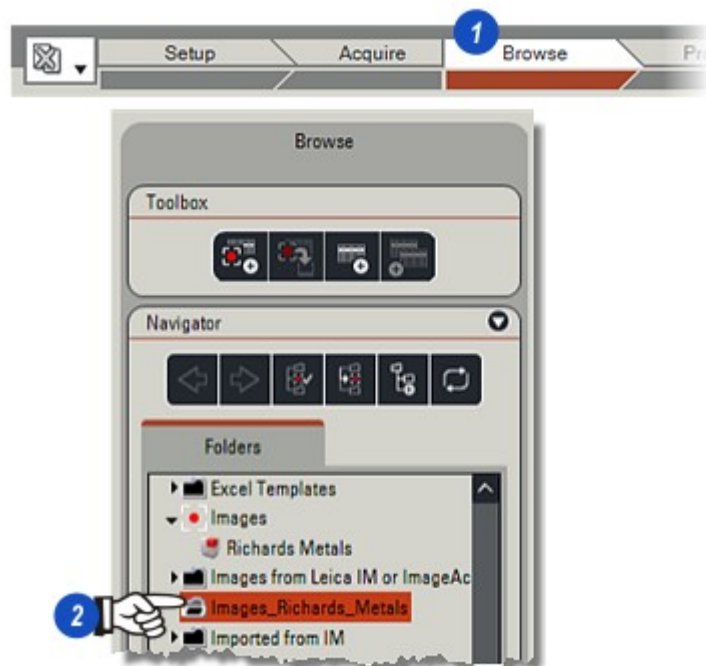 1
Setup Acquire Browse Pr
Browse
Toolbox
Navigator
Folders
Excel Templates
Images
Richards Metals
Images from Leica IM or ImageAc
2 Images_Richards_Metals
Imported from IM